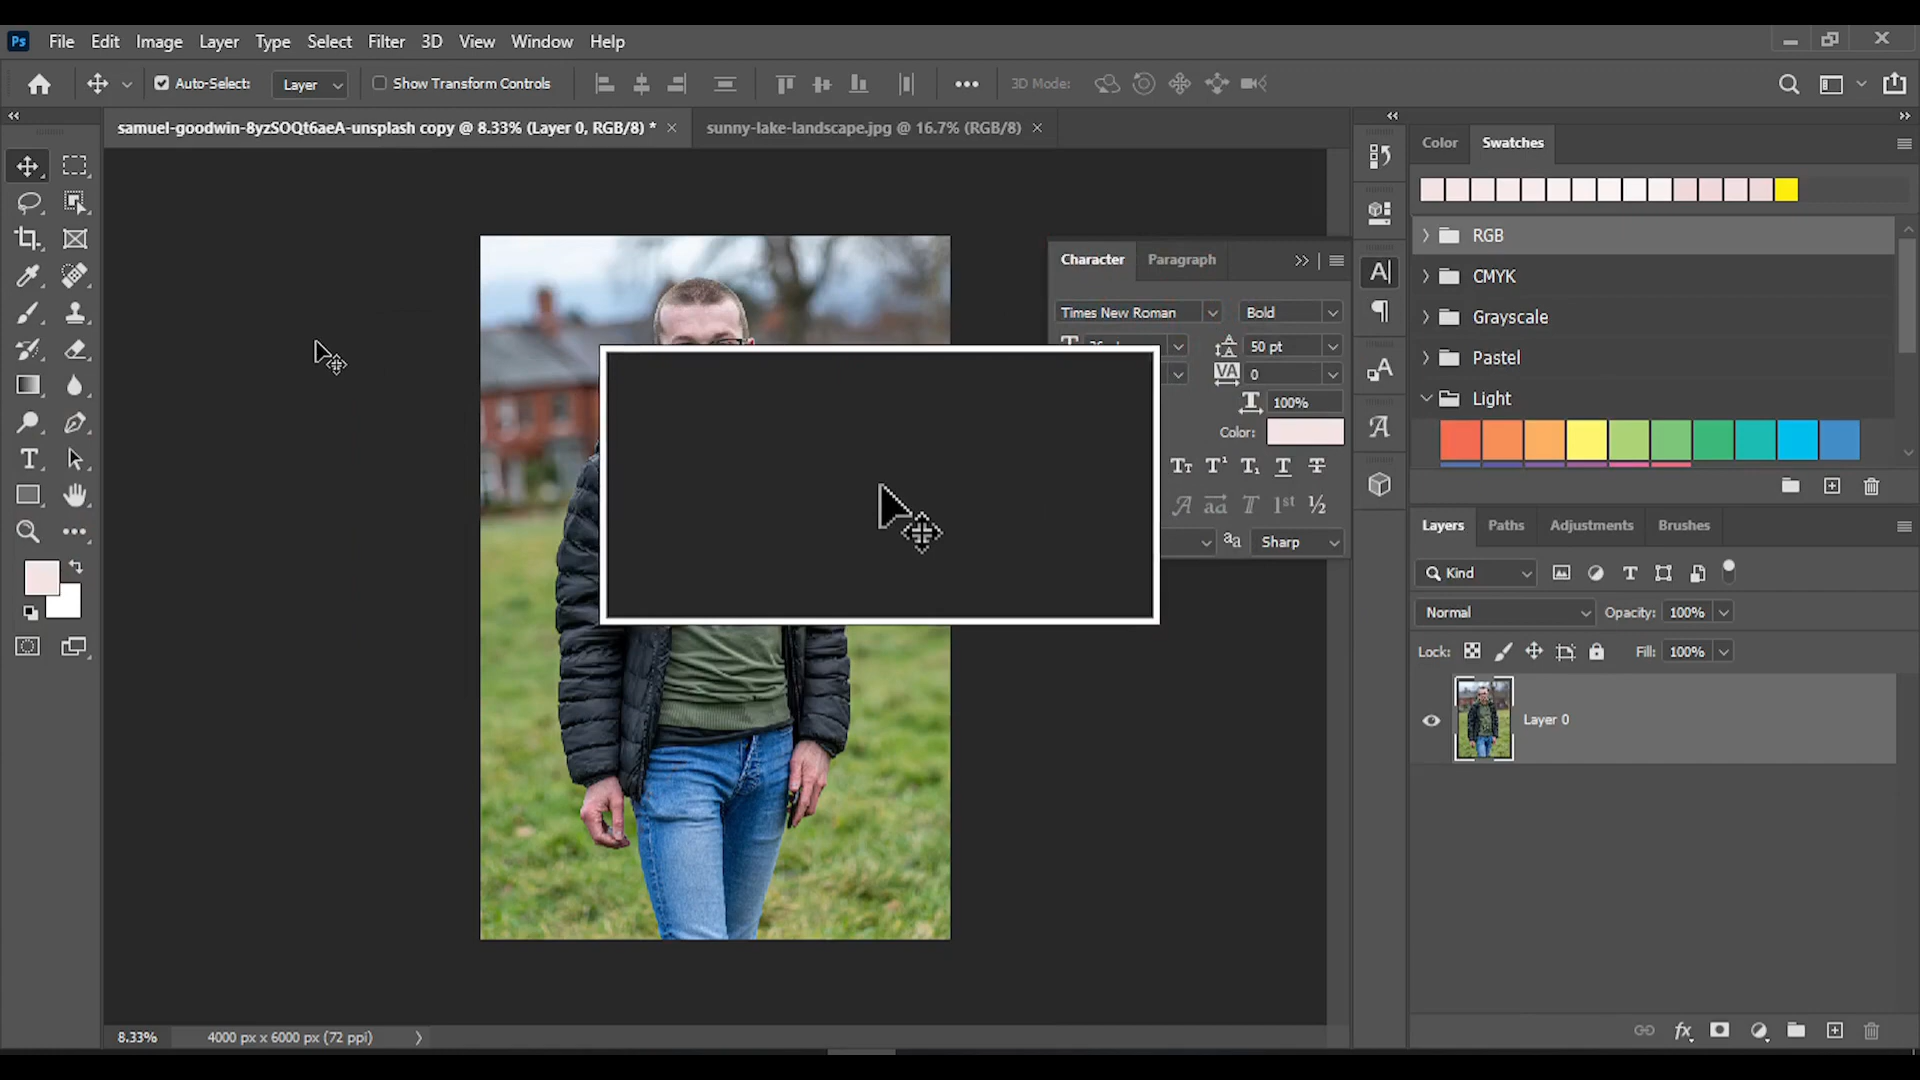 Ps File Edit Image Layer Type Select Filter 3D View Window Help
Auto-Select: Layer Show Transform Controls 3D Mode:
samuel-goodwin-8yzSOQt6aeA-unsplash copy @ 8.33% (Layer 0, RGB/8) * sunny-lake-landscape.jpg @ 16.7% (RGB/8)
Color Swatches
RGB
CMYK
Grayscale
Pastel
Light
Character Paragraph
Times New Roman Bold
50 pt
0
100%
Color:
1st ½
Sharp
Layers Paths Adjustments Brushes
Kind
Normal Opacity: 100%
Lock: Fill: 100%
Layer 0
8.33% 4000 px x 6000 px (72 ppi)